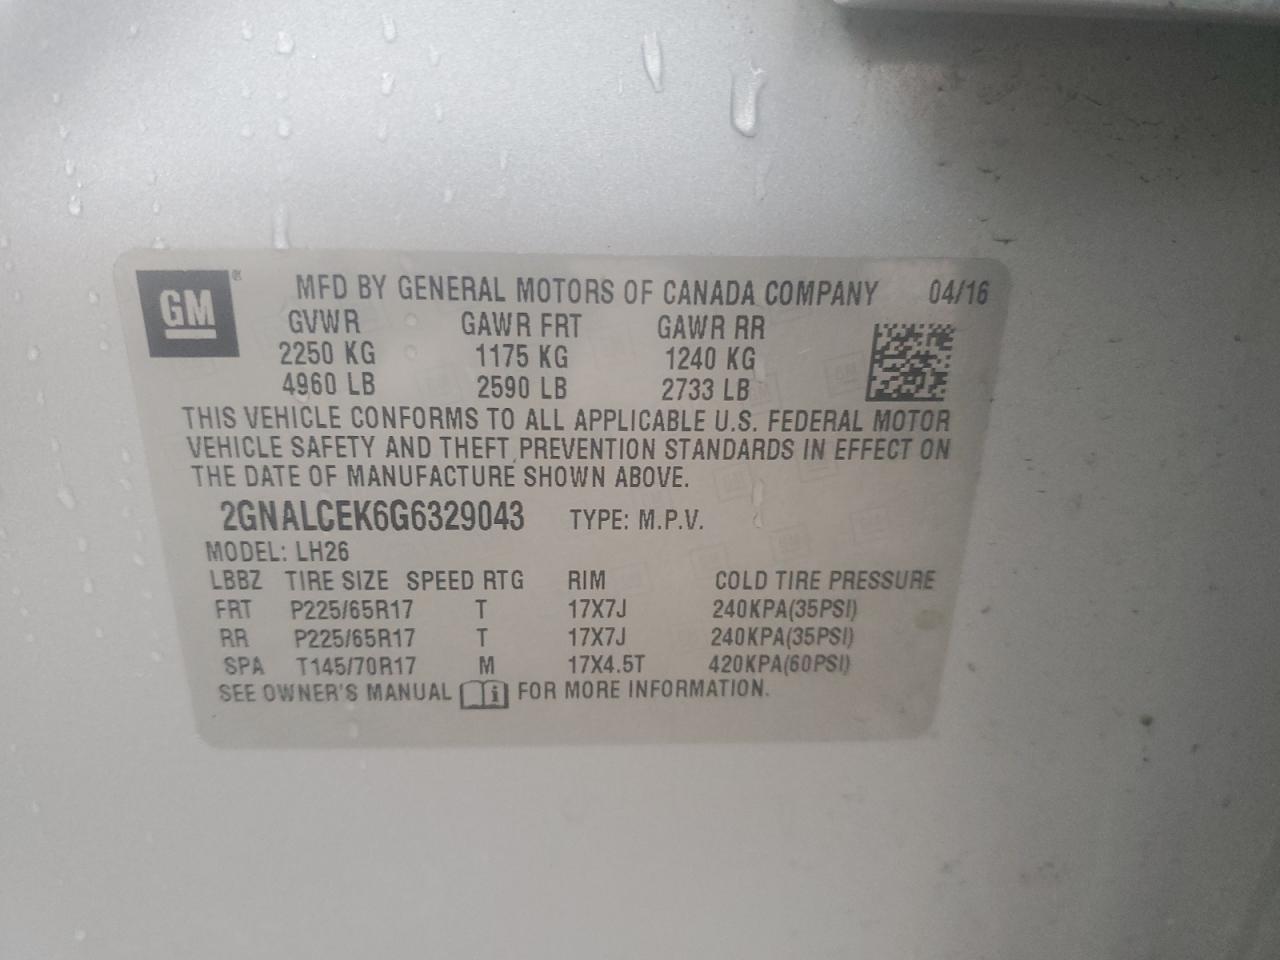 GM ® MFD BY GENERAL MOTORS OF CANADA COMPANY 04/16
GVWR GAWR FRT GAWR RR
2250 KG 1175 KG 1240 KG
4960 LB 2590 LB 2733 LB
THIS VEHICLE CONFORMS TO ALL APPLICABLE U.S. FEDERAL MOTOR
VEHICLE SAFETY AND THEFT PREVENTION STANDARDS IN EFFECT ON
THE DATE OF MANUFACTURE SHOWN ABOVE.
2GNALCEK6G6329043 TYPE: M.P.V.
MODEL: LH26
LBBZ TIRE SIZE SPEED RTG RIM COLD TIRE PRESSURE
FRT P225/65R17 T 17X7J 240KPA(35PSI)
RR P225/65R17 T 17X7J 240KPA(35PSI)
SPA T145/70R17 M 17X4.5T 420KPA(60PSI)
SEE OWNER'S MANUAL i FOR MORE INFORMATION.